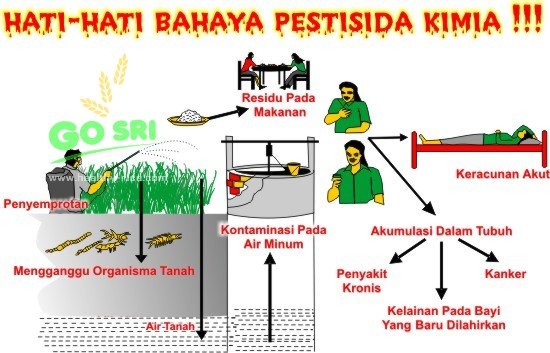 HATI-HATI BAHAYA PESTISIDA KIMIA !!!
GO SRI
Residu Pada
Makanan
Keracunan Akut
Penyemprotan
Kontaminasi Pada
Air Minum
Akumulasi Dalam Tubuh
Mengganggu Organisma Tanah
Penyakit
Kronis
Kanker
Kelainan Pada Bayi
Yang Baru Dilahirkan
Air Tanah